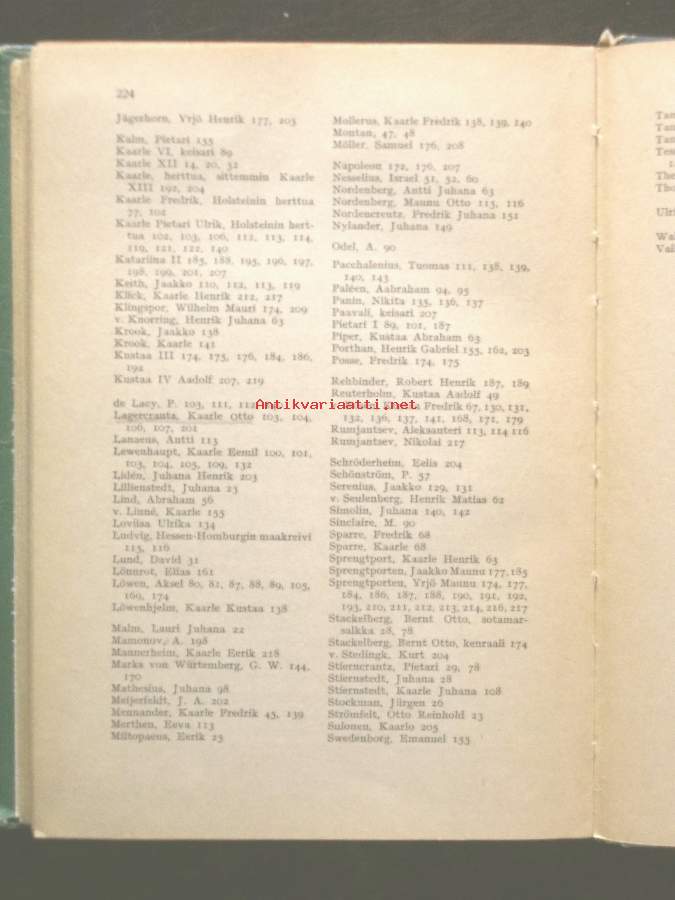 224
Jägerhorn, Yrjö Henrik 177, 203
Kalm, Pietari 155
Kaarle VI, keisari 89
Kaarle XII 14, 20, 32
Kaarle, herttua, sittemmin Kaarle
XIII 192, 204
Kaarle Fredrik, Holsteinin herttua
77, 102
Kaarle Pietari Ulrik, Holsteinin hert-
tua 102, 103, 106, 112, 113, 114,
119, 121, 122, 140
Katariina II 185, 188, 195, 196, 197,
198, 199, 201, 207
Keith, Jaakko 110, 112, 113, 119
Klick, Kaarle Henrik 212, 217
Klingspor, Wilhelm Mauri 174, 209
v. Knorring, Henrik Juhana 63
Krook, Jaakko 138
Krook, Kaarle 141
Kustaa III 174, 175, 176, 184, 186,
192
Kustaa IV Aadolf 207, 219
de Lacy, P. 103, 111, 112
Lagercrantz, Kaarle Otto 103, 104,
106, 107, 201
Lanaeus, Antti 113
Lewenhaupt, Kaarle Eemil 100, 101,
103, 104, 105, 109, 132
Lidén, Juhana Henrik 203
Lillienstedt, Juhana 23
Lind, Abraham 56
v. Linné, Kaarle 155
Loviisa Ulrika 134
Ludvig, Hessen-Homburgin maakreivi
113, 116
Lund, David 31
Lönnrot, Elias 161
Löwen, Aksel 80, 81, 87, 88, 89, 105,
169, 174
Löwenhjelm, Kaarle Kustaa 138
Malm, Lauri Juhana 22
Mamonov, A. 198
Mannerheim, Kaarle Eerik 218
Marks von Würtemberg, G. W. 144,
170
Mathesius, Juhana 98
Meijerfeldt, J. A. 202
Mennander, Kaarle Fredrik 45, 139
Merthen, Eeva 113
Miltopaeus, Eerik 23
Mollerus, Kaarle Fredrik 138, 139, 140
Montan, 47, 48
Möller, Samuel 176, 208
Napoleon 172, 176, 207
Nesselius, Israel 51, 52, 60
Nordenberg, Antti Juhana 63
Nordenberg, Maunu Otto 115, 116
Nordencreutz, Fredrik Juhana 151
Nylander, Juhana 149
Odel, A. 90
Pacchalenius, Tuomas 111, 138, 139,
140, 143
Paléen, Aabraham 94, 95
Panin, Nikita 135, 136, 137
Paavali, keisari 207
Pietari I 89, 101, 187
Piper, Kustaa Abraham 63
Porthan, Henrik Gabriel 155, 162, 203
Posse, Fredrik 174, 175
Rehbinder, Robert Henrik 187, 189
Reuterholm, Kustaa Aadolf 49
Fredrik 67, 130, 131,
132, 136, 137, 141, 168, 171, 179
Rumjantsev, Aleksanteri 113, 114 116
Rumjantsev, Nikolai 217
Schröderheim, Eelis 204
Schönström, P. 57
Serenius, Jaakko 129, 131
v. Seulenberg, Henrik Matias 62
Simolin, Juhana 140, 142
Sinclaire, M. 90
Sparre, Fredrik 68
Sparre, Kaarle 68
Sprengtport, Kaarle Henrik 63
Sprengtporten, Jaakko Maunu 177, 185
Sprengtporten, Yrjö Maunu 174, 177,
184, 186, 187, 188, 190, 191, 192,
193, 210, 211, 212, 213, 214, 216, 217
Stackelberg, Bernt Otto, sotamar-
salkka 28, 78
Stackelberg, Bernt Otto, kenraali 174
v. Stedingk, Kurt 204
Stierncrantz, Pietari 29, 78
Stiernstedt, Juhana 28
Stiernstedt, Kaarle Juhana 108
Stockman, Jürgen 26
Strömfelt, Otto Reinhold 23
Sulonen, Kaarlo 205
Swedenborg, Emanuel 155
Antikvariaatti.net
Tan
Tan
Tan
Tes
The
Tho
Ulri